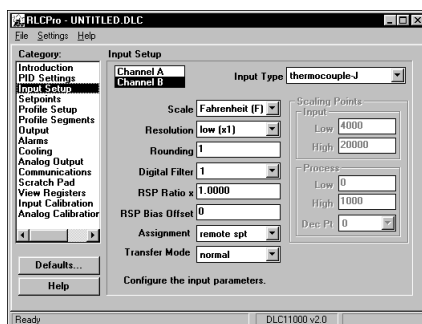 RLCPro - UNTITLED.DLC
File Settings Help
Category:
Introduction
PID Settings
Input Setup
Setpoints
Profile Setup
Profile Segments
Output
Alarms
Cooling
Analog Output
Communications
Scratch Pad
View Registers
Input Calibration
Analog Calibration
Defaults...
Help
Input Setup
Channel A
Channel B
Input Type thermocouple-J
Scale Fahrenheit (F)
Resolution low (x1)
Rounding 1
Digital Filter 1
RSP Ratio x 1.0000
RSP Bias Offset 0
Assignment remote spt
Transfer Mode normal
Scaling Points
Input
Low 4000
High 20000
Process
Low 0
High 1000
Dec Pt 0
Configure the input parameters.
Ready
DLC11000 v2.0